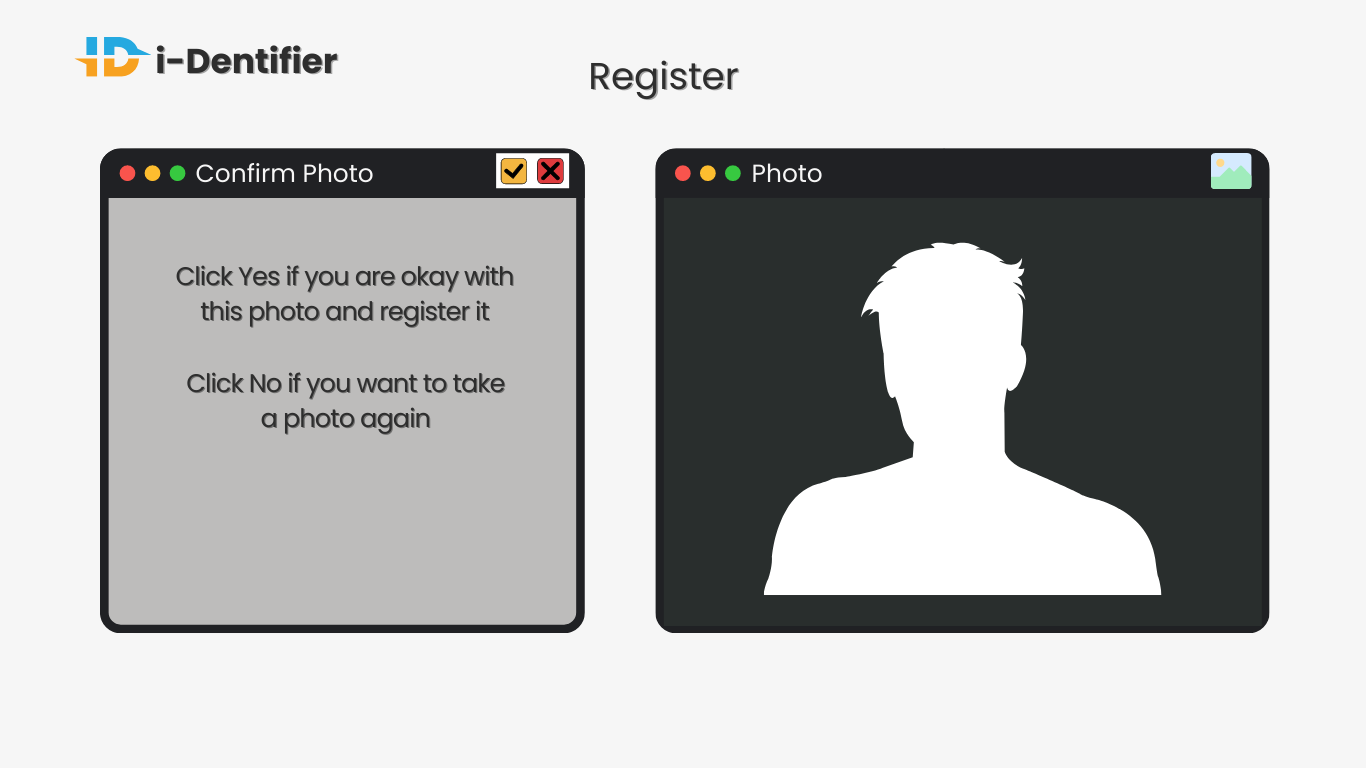 i-Dentifier
Register
Confirm Photo
Click Yes if you are okay with
this photo and register it
Click No if you want to take
a photo again
Photo